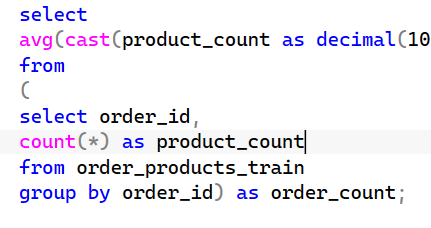 select
avg(cast(product_count as decimal(10
from
(
select order_id,
count(*) as product_count
from order_products_train
group by order_id) as order_count;